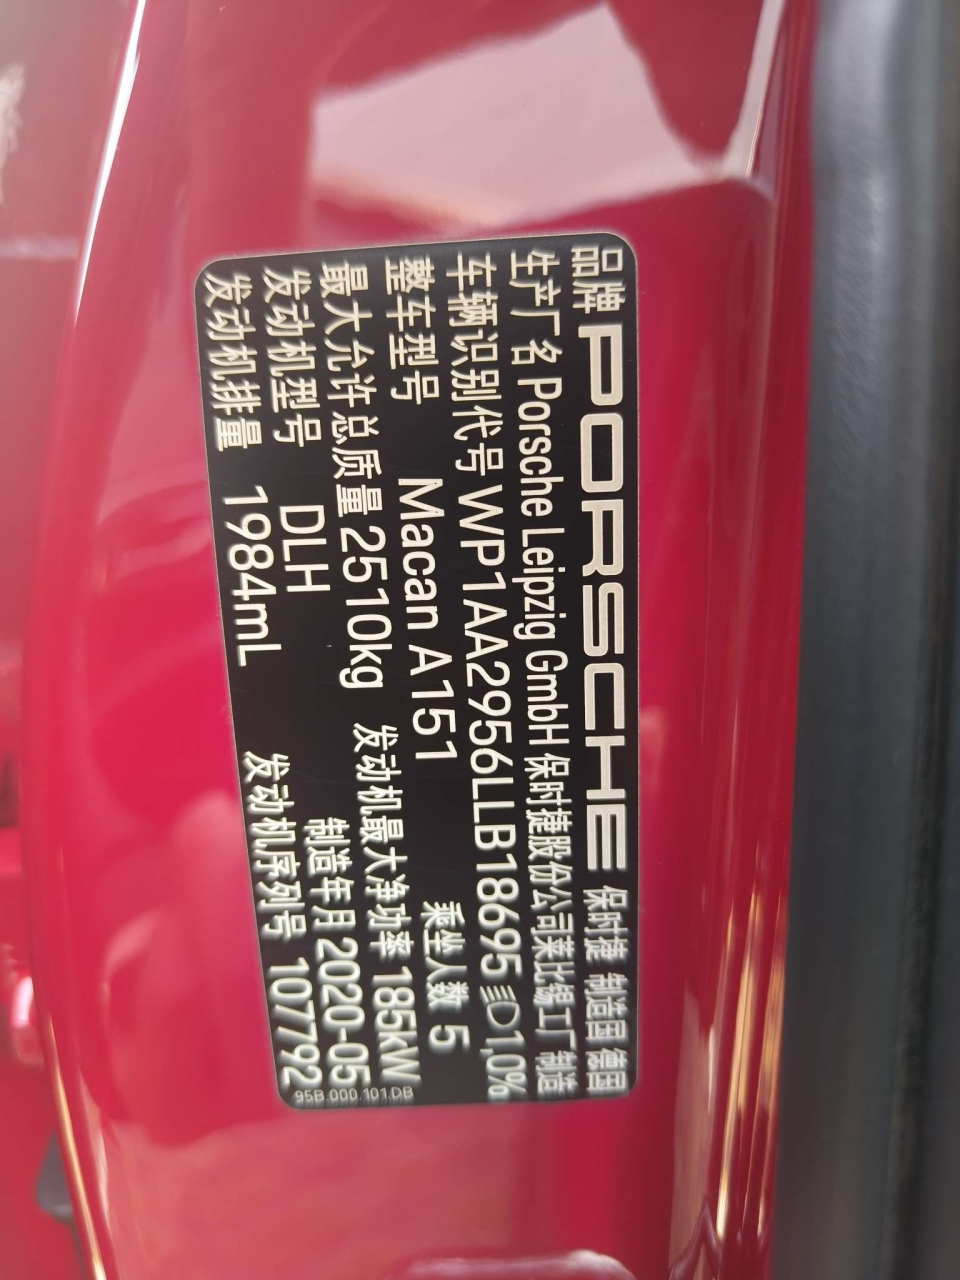 品牌 PORSCHE 保时捷 制造国 德国
生产厂名 Porsche Leipzig GmbH 保时捷股份公司莱比锡工厂 制造
车辆识别代号 WP1AA2956LLB18695 1,0%
整车型号 Macan A151 乘坐人数 5
最大允许总质量 2510kg 发动机最大净功率 185kW
发动机型号 DLH 制造年月 2020-05
发动机排量 1984mL 发动机序列号 107792
95B.000.101.DB